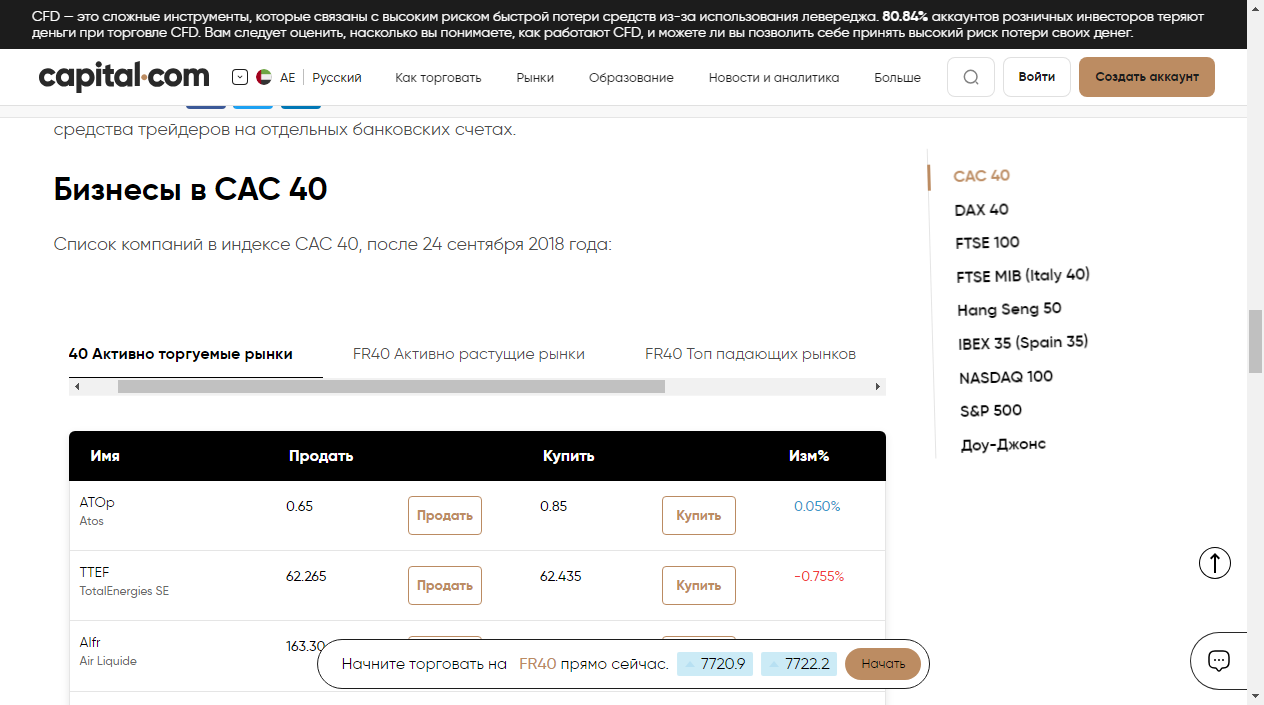 CFD — это сложные инструменты, которые связаны с высоким риском быстрой потери средств из-за использования левереджа. 80.84% аккаунтов розничных инвесторов теряют
деньги при торговле CFD. Вам следует оценить, насколько вы понимаете, как работают CFD, и можете ли вы позволить себе принять высокий риск потери своих денег.
capital.com AE Русский Как торговать Рынки Образование Новости и аналитика Больше Войти Создать аккаунт
средства трейдеров на отдельных банковских счетах.
Бизнесы в CAC 40
Список компаний в индексе CAC 40, после 24 сентября 2018 года:
40 Активно торгуемые рынки FR40 Активно растущие рынки FR40 Топ падающих рынков
Имя Продать Купить Изм%
ATOp 0.65 Продать 0.85 Купить 0.050%
Atos
TTEF 62.265 Продать 62.435 Купить -0.755%
TotalEnergies SE
Alfr 163.30
Air Liquide
CAC 40
DAX 40
FTSE 100
FTSE MIB (Italy 40)
Hang Seng 50
IBEX 35 (Spain 35)
NASDAQ 100
S&P 500
Доу-Джонс
Начните торговать на FR40 прямо сейчас. 7720.9 7722.2 Начать